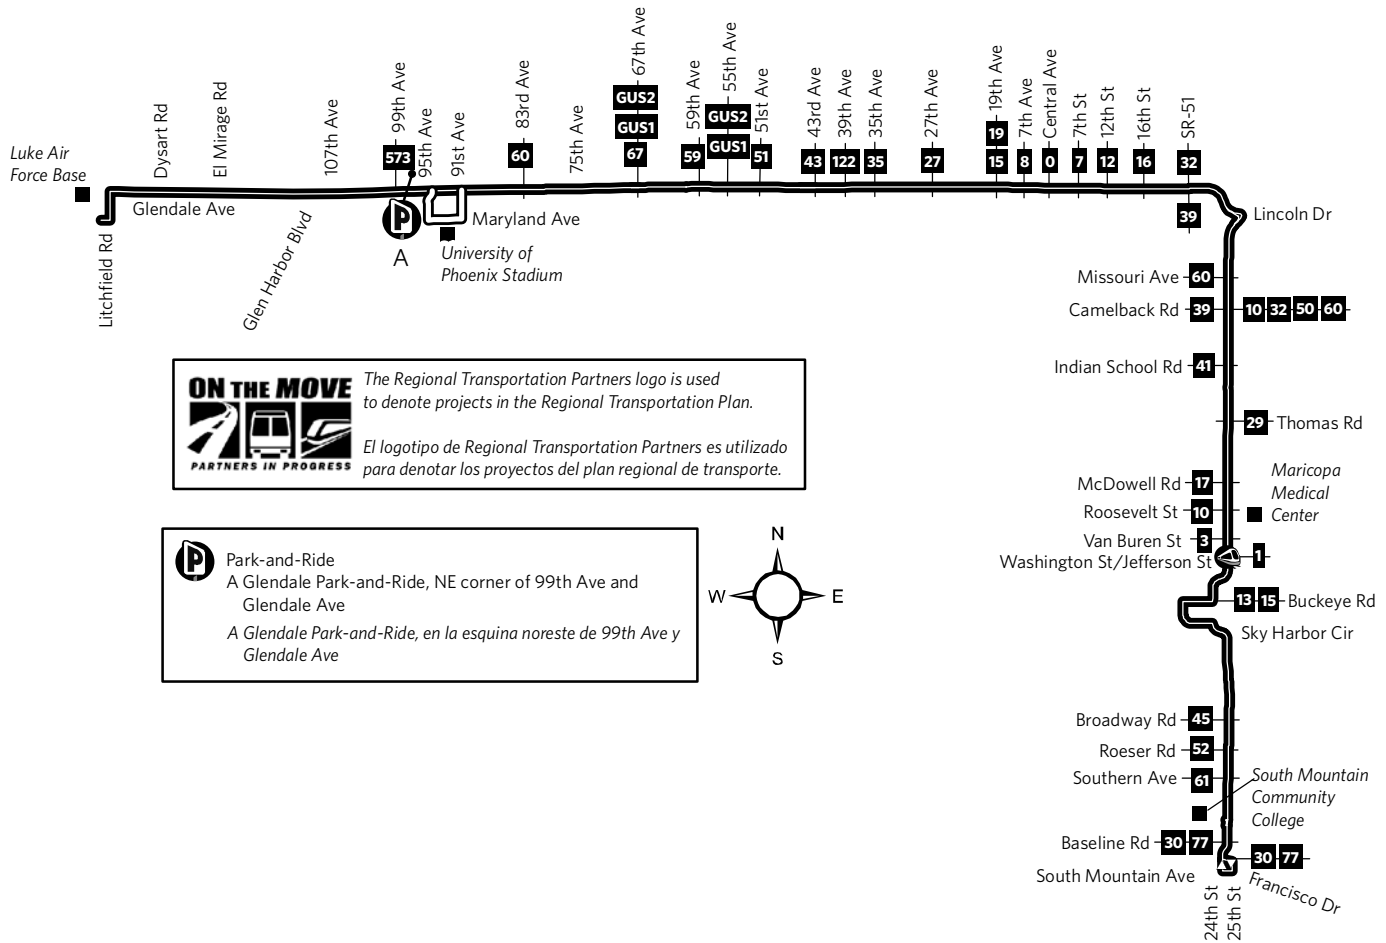 Luke Air
Force Base
Litchfield Rd
Glendale Ave
Dysart Rd
El Mirage Rd
Glen Harbor Blvd
107th Ave
99th Ave
573
95th Ave
91st Ave
P
A
Maryland Ave
University of
Phoenix Stadium
83rd Ave
60
75th Ave
67th Ave
GUS2
GUS1
67
59th Ave
59
55th Ave
GUS2
GUS1
51st Ave
51
43rd Ave
43
39th Ave
122
35th Ave
35
27th Ave
27
19th Ave
19
15
7th Ave
8
Central Ave
0
7th St
7
12th St
12
16th St
16
SR-51
32
39
Lincoln Dr
Missouri Ave 60
Camelback Rd 39 10 32 50 60
Indian School Rd 41
29 Thomas Rd
McDowell Rd 17
Maricopa
Medical
Center
Roosevelt St 10
Van Buren St 3
Washington St/Jefferson St 1
13 15 Buckeye Rd
Sky Harbor Cir
Broadway Rd 45
Roeser Rd 52
Southern Ave 61
South Mountain
Community
College
Baseline Rd 30 77
30 77
South Mountain Ave
Francisco Dr
24th St
25th St
ON THE MOVE
PARTNERS IN PROGRESS
The Regional Transportation Partners logo is used
to denote projects in the Regional Transportation Plan.
El logotipo de Regional Transportation Partners es utilizado
para denotar los proyectos del plan regional de transporte.
P
Park-and-Ride
A Glendale Park-and-Ride, NE corner of 99th Ave and
Glendale Ave
A Glendale Park-and-Ride, en la esquina noreste de 99th Ave y
Glendale Ave
N
W E
S